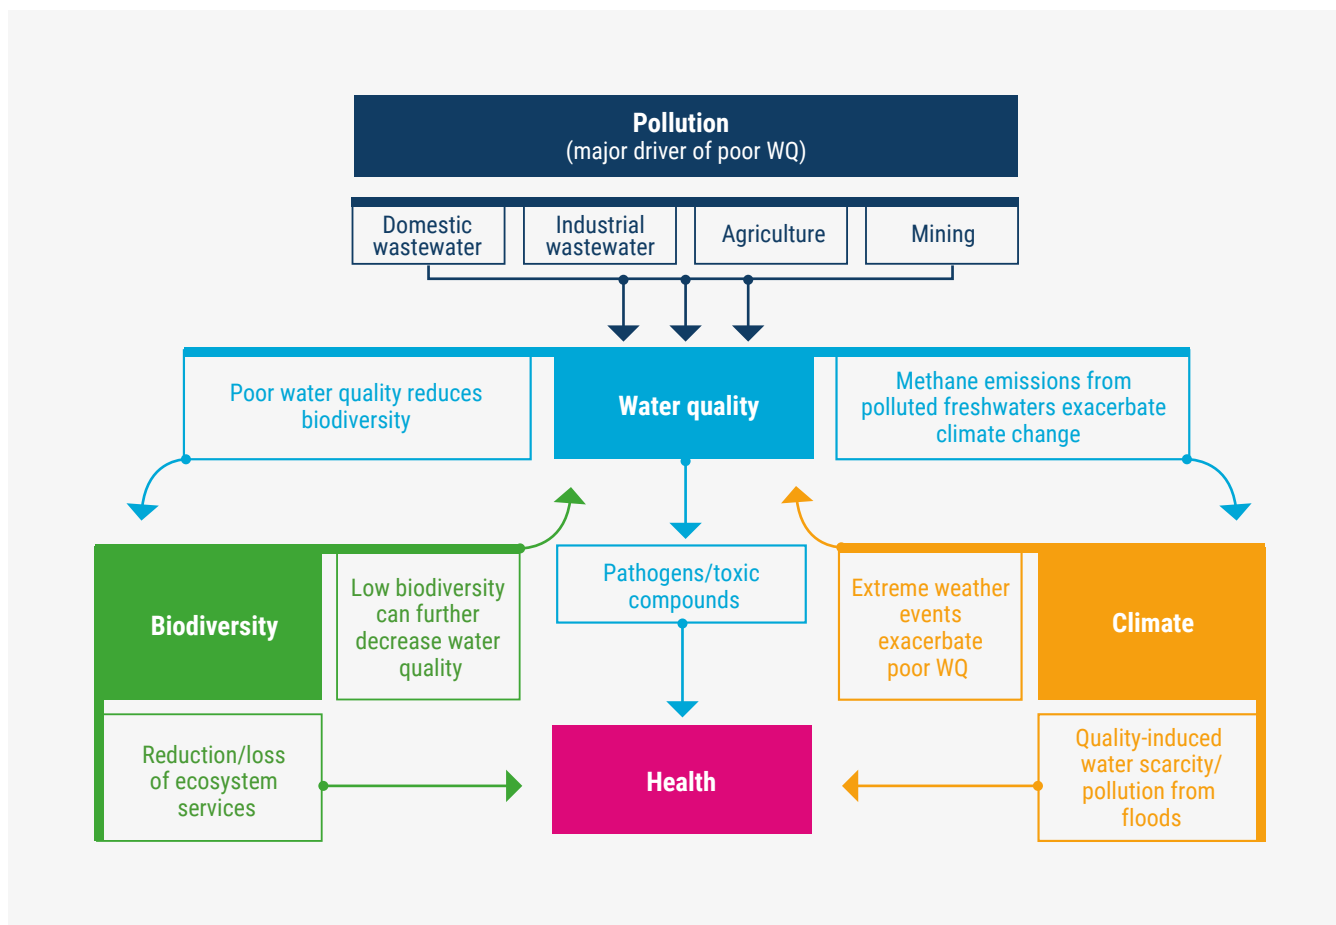 Pollution
(major driver of poor WQ)
Domestic
wastewater
Industrial
wastewater
Agriculture
Mining
Poor water quality reduces
biodiversity
Water quality
Methane emissions from
polluted freshwaters exacerbate
climate change
Biodiversity
Low biodiversity
can further
decrease water
quality
Pathogens/toxic
compounds
Extreme weather
events
exacerbate
poor WQ
Climate
Reduction/loss
of ecosystem
services
Health
Quality-induced
water scarcity/
pollution from
floods